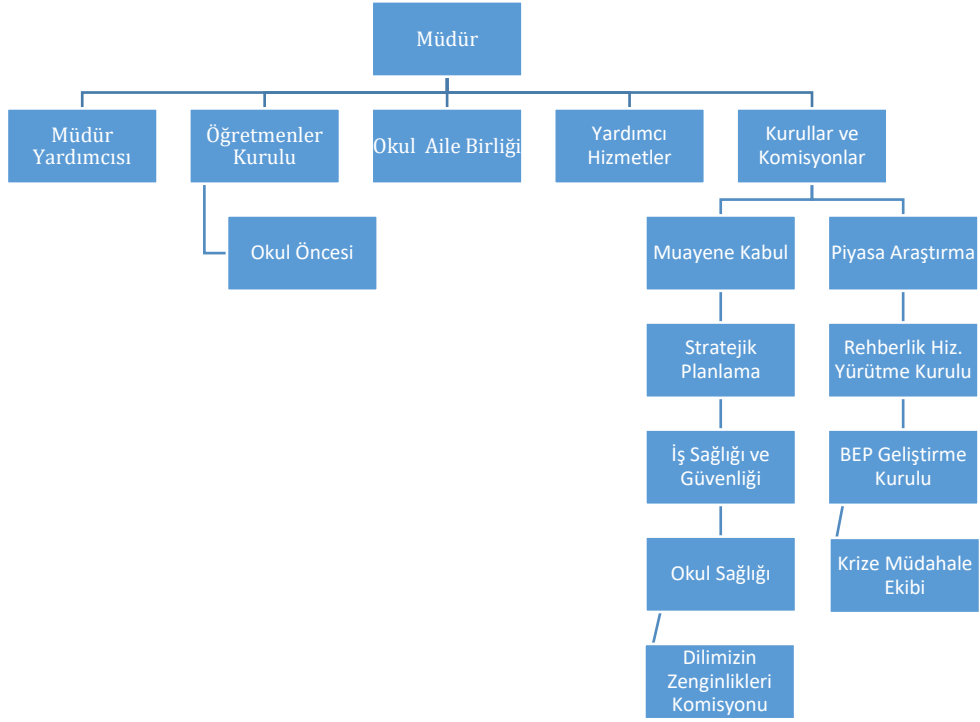 Müdür
Müdür
Yardımcısı
Öğretmenler
Kurulu
Okul Aile Birliği
Yardımcı
Hizmetler
Kurullar ve
Komisyonlar
Okul Öncesi
Muayene Kabul
Piyasa Araştırma
Stratejik
Planlama
Rehberlik Hiz.
Yürütme Kurulu
İş Sağlığı ve
Güvenliği
BEP Geliştirme
Kurulu
Okul Sağlığı
Krize Müdahale
Ekibi
Dilimizin
Zenginlikleri
Komisyonu